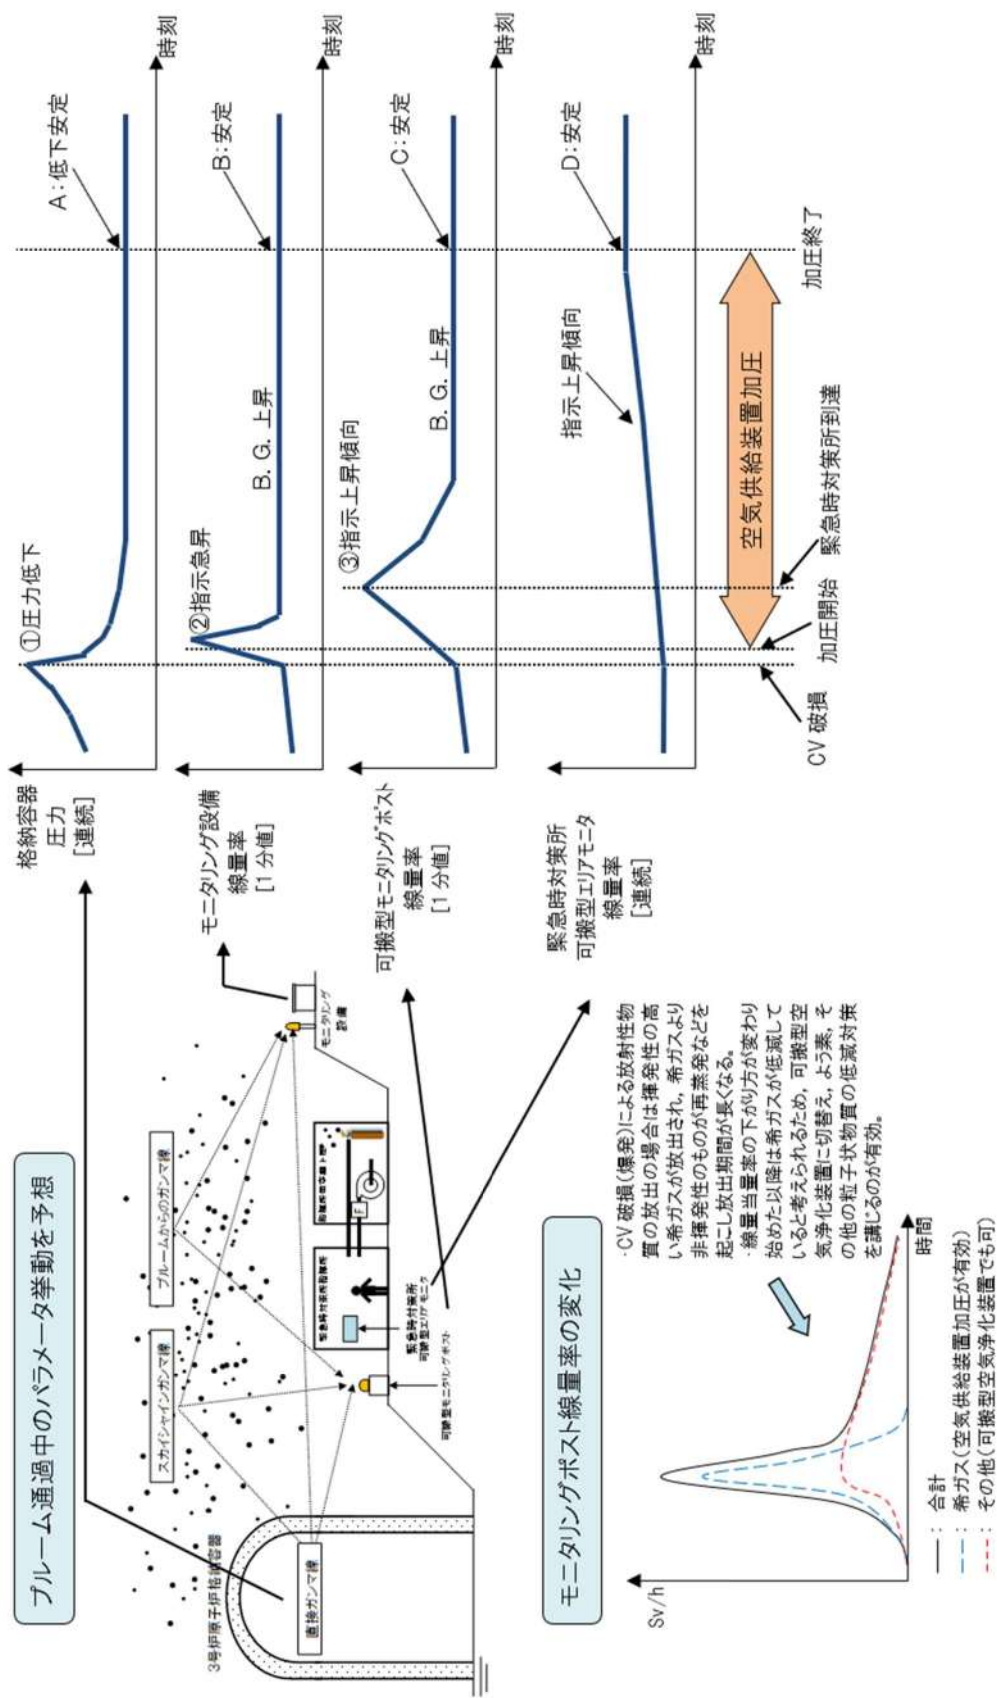 プルーム通過中のパラメータ挙動を予想
スカイシャインガンマ線
プルームからのガンマ線
3号炉原子炉格納容器
直接ガンマ線
緊急時対策所指揮所
F
モニタリング
設備
緊急時対策所
可搬型エリアモニタ
可搬型モニタリングポスト
格納容器
圧力
[連続]
①圧力低下
A:低下安定
時刻
モニタリング設備
線量率
[1分値]
②指示急昇
B. G. 上昇
B:安定
時刻
可搬型モニタリングポスト
線量率
[1分値]
③指示上昇傾向
B. G. 上昇
C:安定
時刻
緊急時対策所
可搬型エリアモニタ
線量率
[連続]
指示上昇傾向
D:安定
時刻
空気供給装置加圧
CV 破損
加圧開始
緊急時対策所到達
加圧終了
モニタリングポスト線量率の変化
・CV 破損(爆発)による放射性物
質の放出の場合は揮発性の高
い希ガスが放出され,希ガスより
非揮発性のものが再蒸発などを
起こし放出期間が長くなる。
・線量当量率の下がり方が変わり
始めた以降は希ガスが低減して
いると考えられるため,可搬型空
気浄化装置に切替え,よう素,そ
の他の粒子状物質の低減対策
を講じるのが有効。
Sv/h
時間
: 合計
: 希ガス(空気供給装置加圧が有効)
: その他(可搬型空気浄化装置でも可)